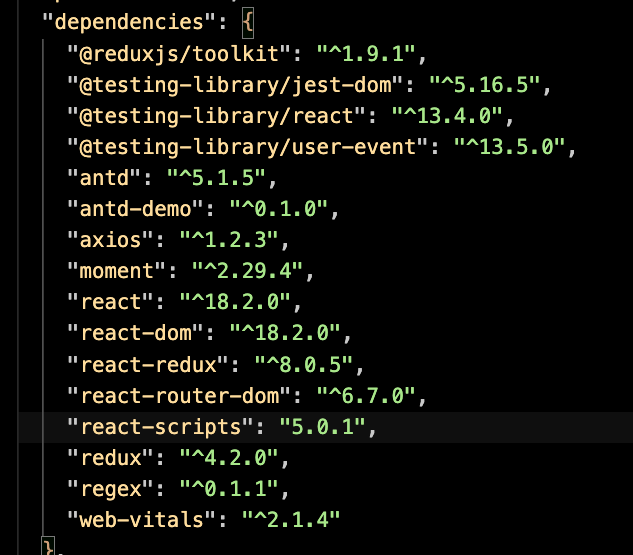 "dependencies": {
"@reduxjs/toolkit": "^1.9.1",
"@testing-library/jest-dom": "^5.16.5",
"@testing-library/react": "^13.4.0",
"@testing-library/user-event": "^13.5.0",
"antd": "^5.1.5",
"antd-demo": "^0.1.0",
"axios": "^1.2.3",
"moment": "^2.29.4",
"react": "^18.2.0",
"react-dom": "^18.2.0",
"react-redux": "^8.0.5",
"react-router-dom": "^6.7.0",
"react-scripts": "5.0.1",
"redux": "^4.2.0",
"regex": "^0.1.1",
"web-vitals": "^2.1.4"
},